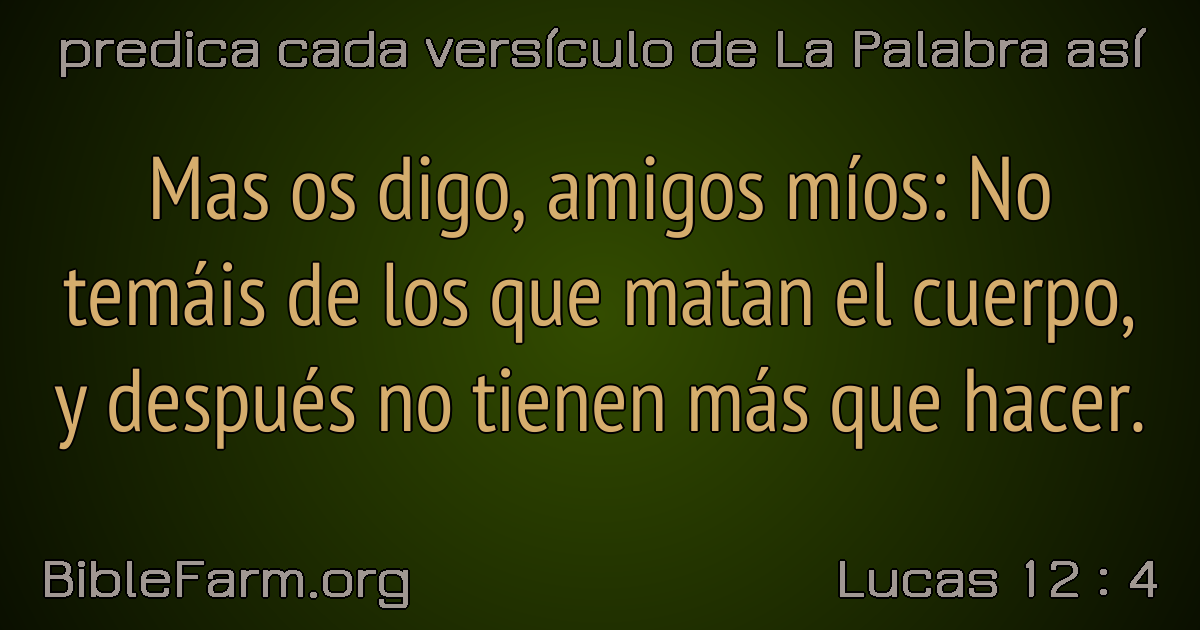 predica cada versículo de La Palabra así
Mas os digo, amigos míos: No
temáis de los que matan el cuerpo,
y después no tienen más que hacer.
BibleFarm.org
Lucas 12 : 4